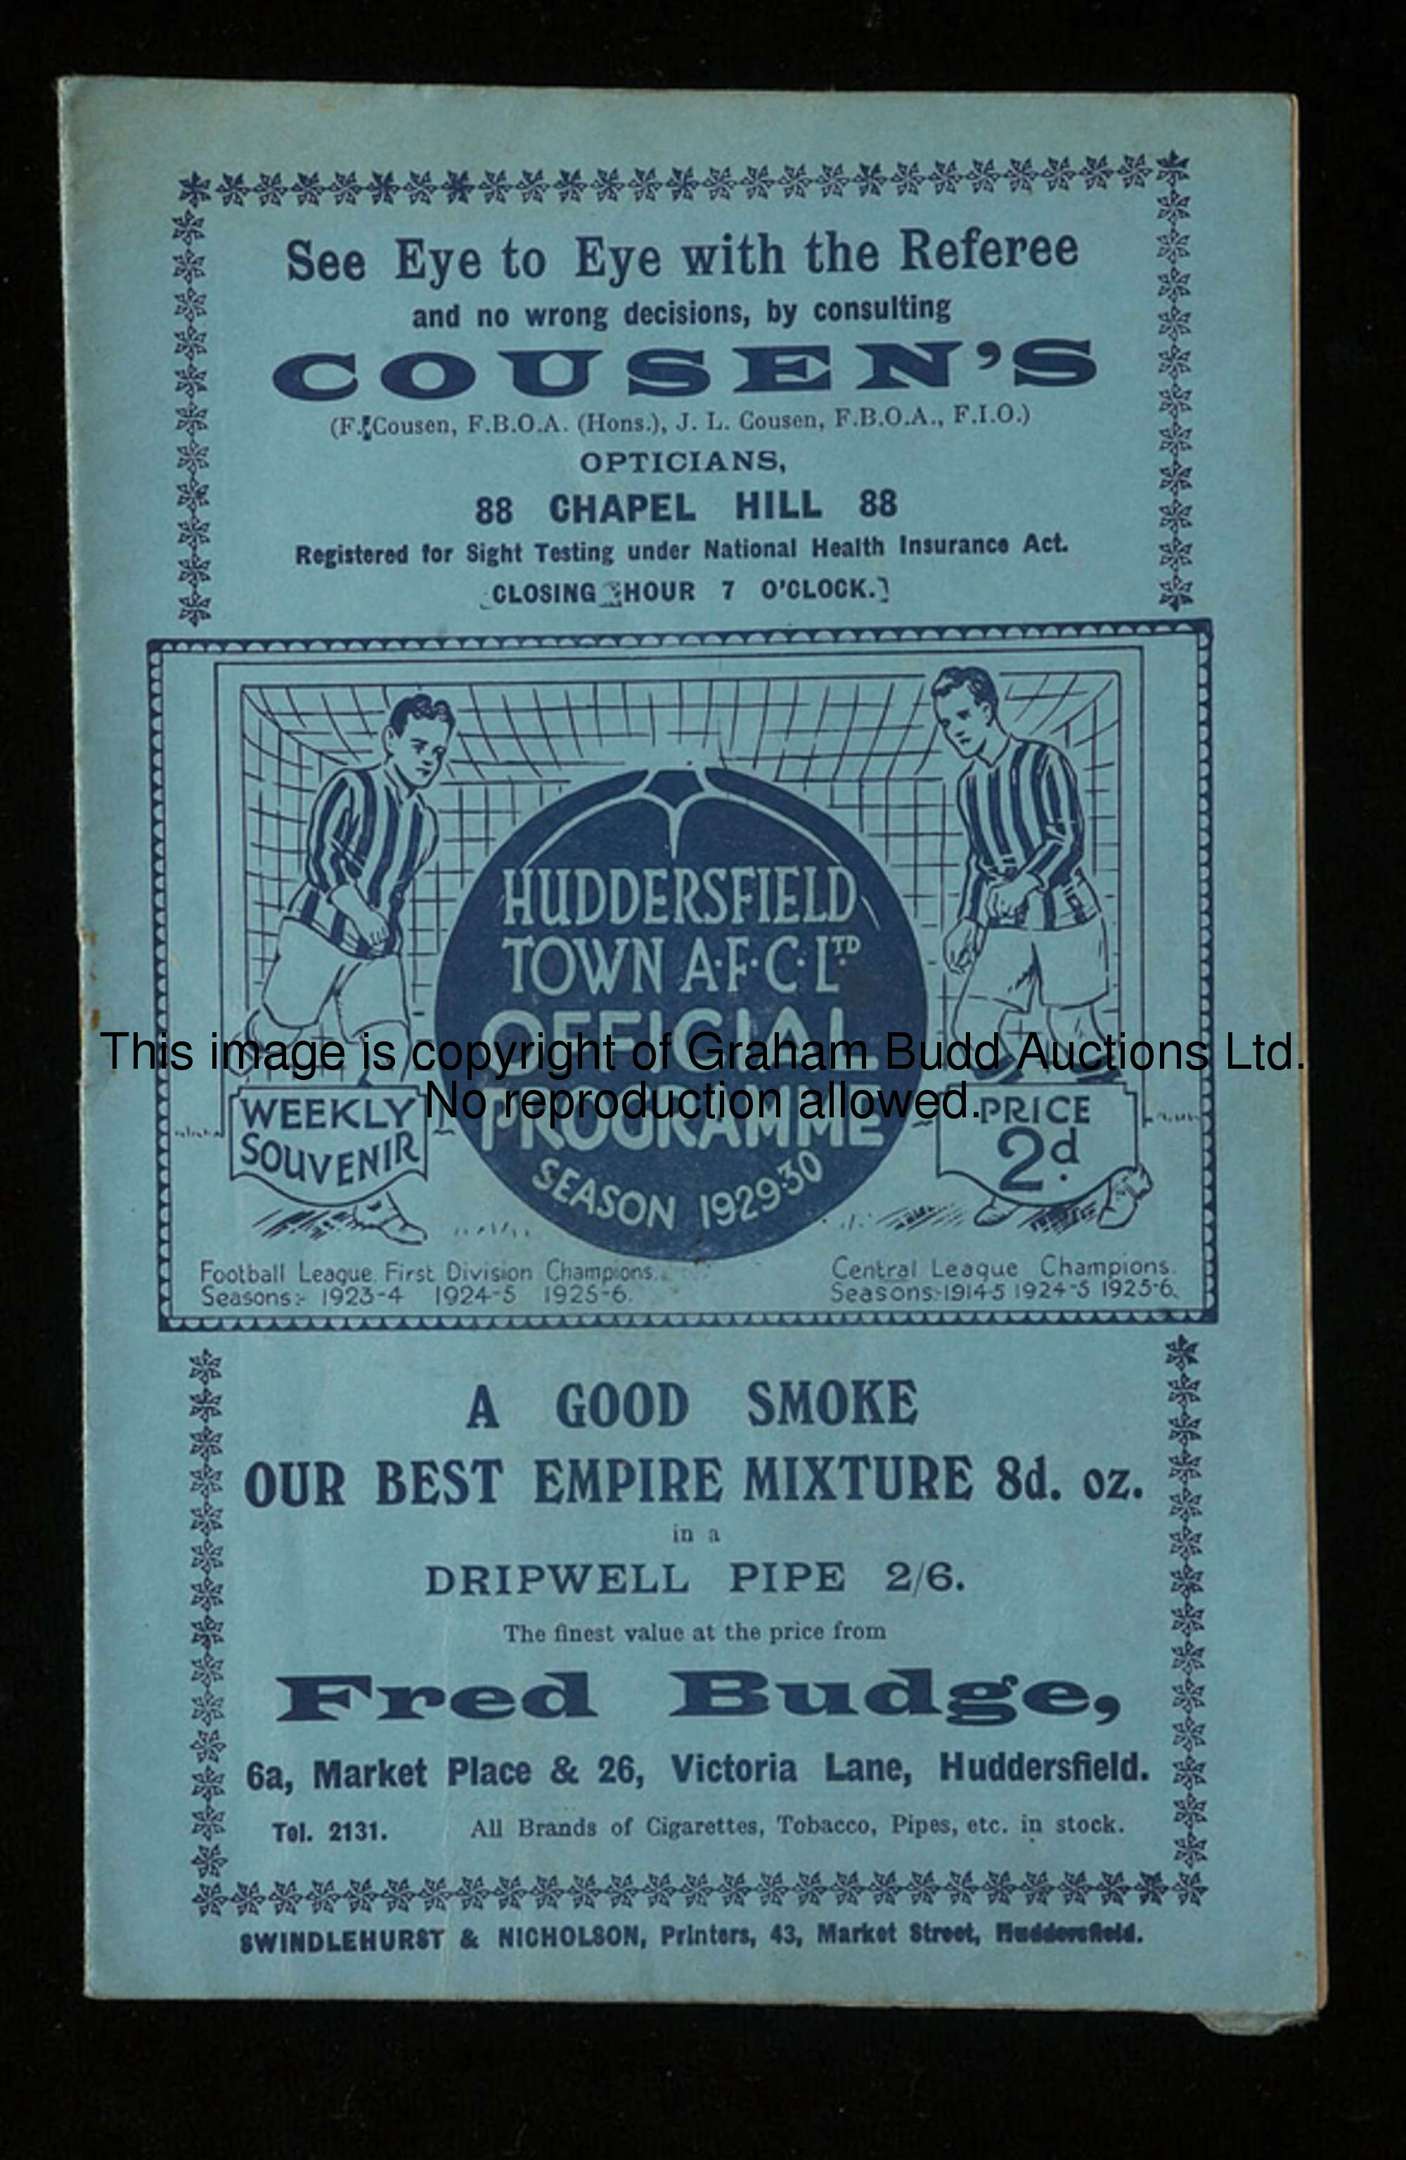 See Eye to Eye with the Referee
and no wrong decisions, by consulting
COUSEN'S
(F. Cousen, F.B.O.A. (Hons.), J. L. Cousen, F.B.O.A., F.I.O.)
OPTICIANS,
88 CHAPEL HILL 88
Registered for Sight Testing under National Health Insurance Act.
CLOSING HOUR 7 O'CLOCK.
HUDDERSFIELD
TOWN A·F·C·LTD
OFFICIAL
This image is copyright of Graham Budd Auctions Ltd.
No reproduction allowed.
PROGRAMME
SEASON 1929-30
WEEKLY
SOUVENIR
PRICE
2d.
Football League. First Division Champions.
Seasons:- 1923-4 1924-5 1925-6.
Central League Champions.
Seasons:-1914-5 1924-5 1925-6.
A GOOD SMOKE
OUR BEST EMPIRE MIXTURE 8d. oz.
in a
DRIPWELL PIPE 2/6.
The finest value at the price from
Fred Budge,
6a, Market Place & 26, Victoria Lane, Huddersfield.
Tel. 2131. All Brands of Cigarettes, Tobacco, Pipes, etc. in stock.
SWINDLEHURST & NICHOLSON, Printers, 43, Market Street, Huddersfield.